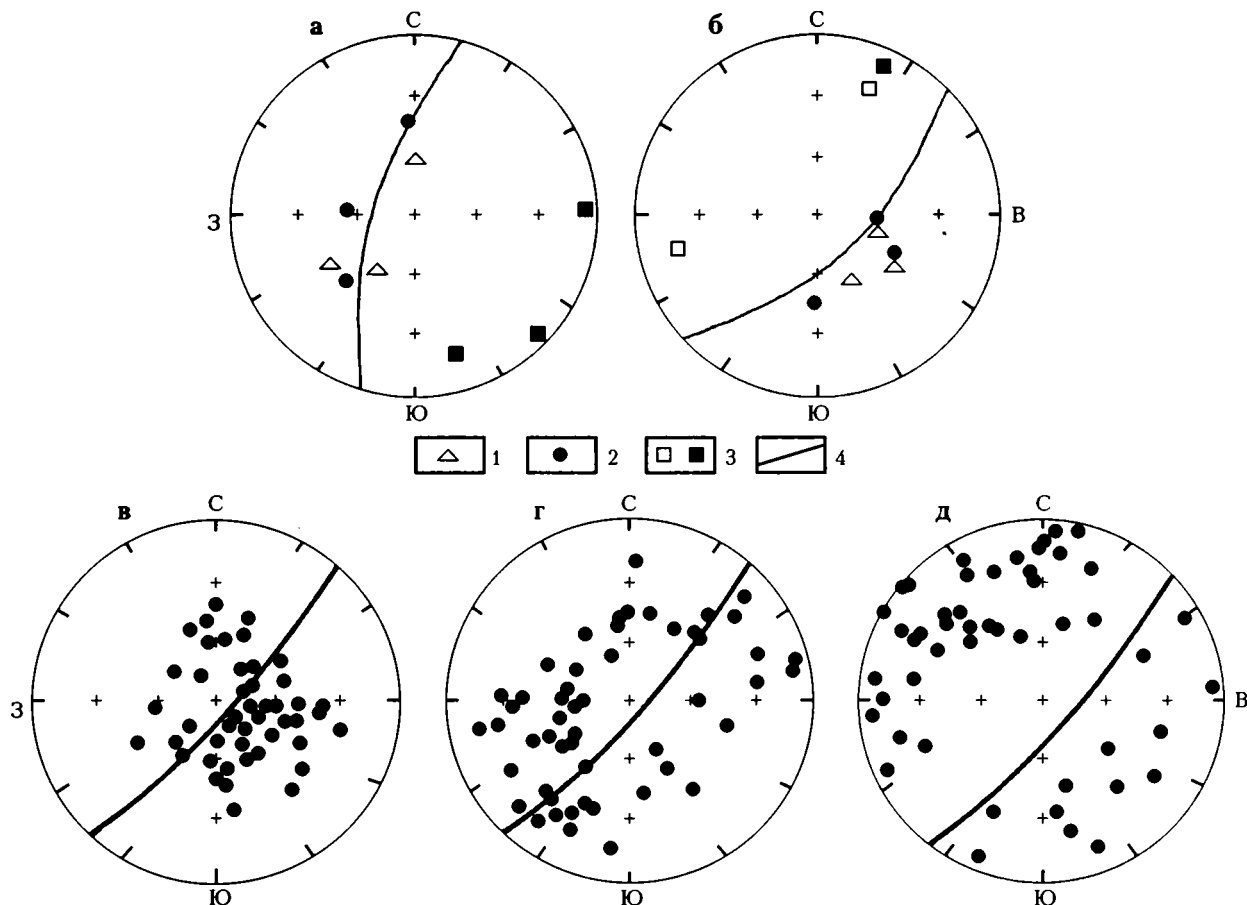 а С б С
З В
Ю Ю
1 2 3 4
в С г С д С
З В
Ю Ю Ю